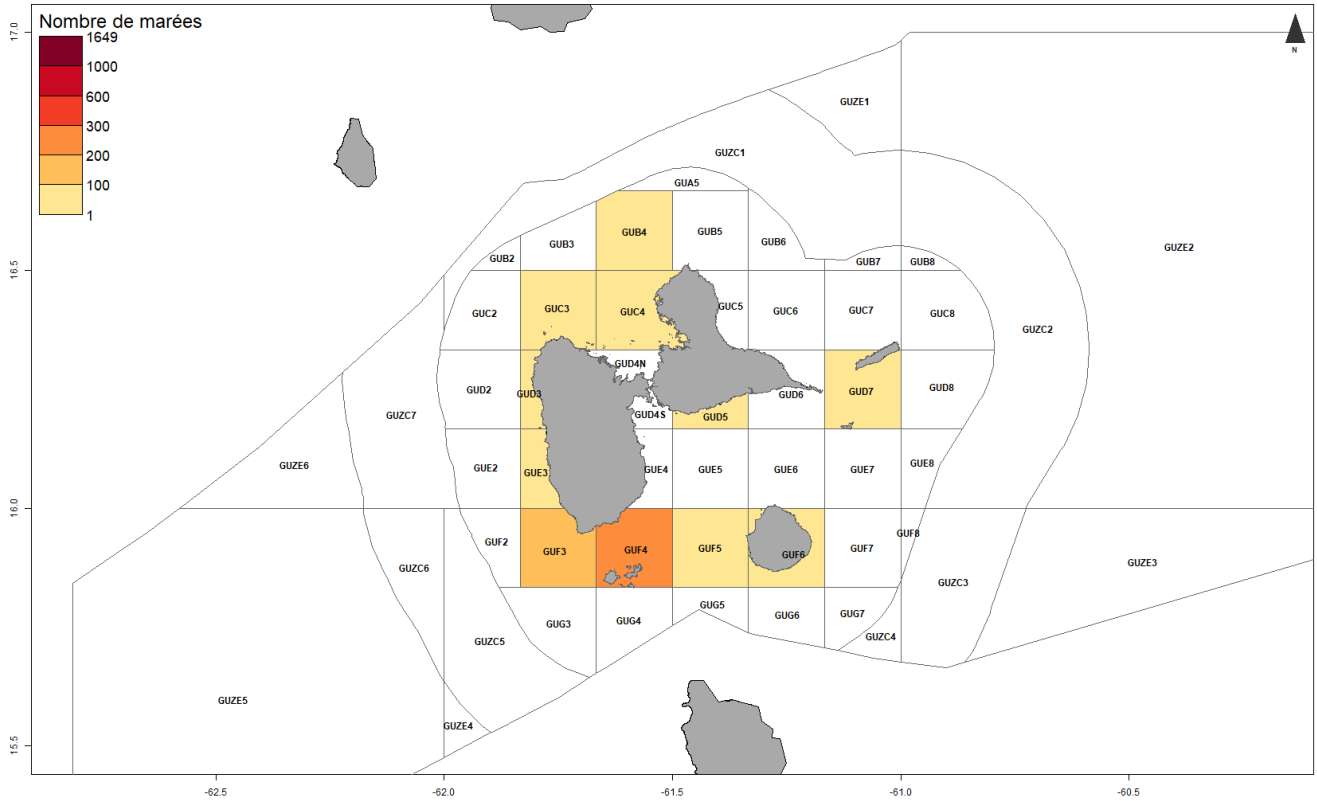 Nombre de marées
1649
1000
600
300
200
100
1
N
17.0
16.5
16.0
15.5
-62.5
-62.0
-61.5
-61.0
-60.5
GUZE1
GUZC1
GUA5
GUB4
GUB5
GUB3
GUB6
GUB2
GUB7
GUB8
GUZE2
GUC2
GUC3
GUC4
GUC5
GUC6
GUC7
GUC8
GUZC2
GUD4N
GUD2
GUD3
GUD6
GUD7
GUD8
GUZC7
GUD4S
GUD5
GUZE6
GUE2
GUE3
GUE4
GUE5
GUE6
GUE7
GUE8
GUF2
GUF3
GUF4
GUF5
GUF6
GUF7
GUF8
GUZE3
GUZC6
GUZC3
GUG5
GUG3
GUG4
GUG6
GUG7
GUZC5
GUZC4
GUZE5
GUZE4